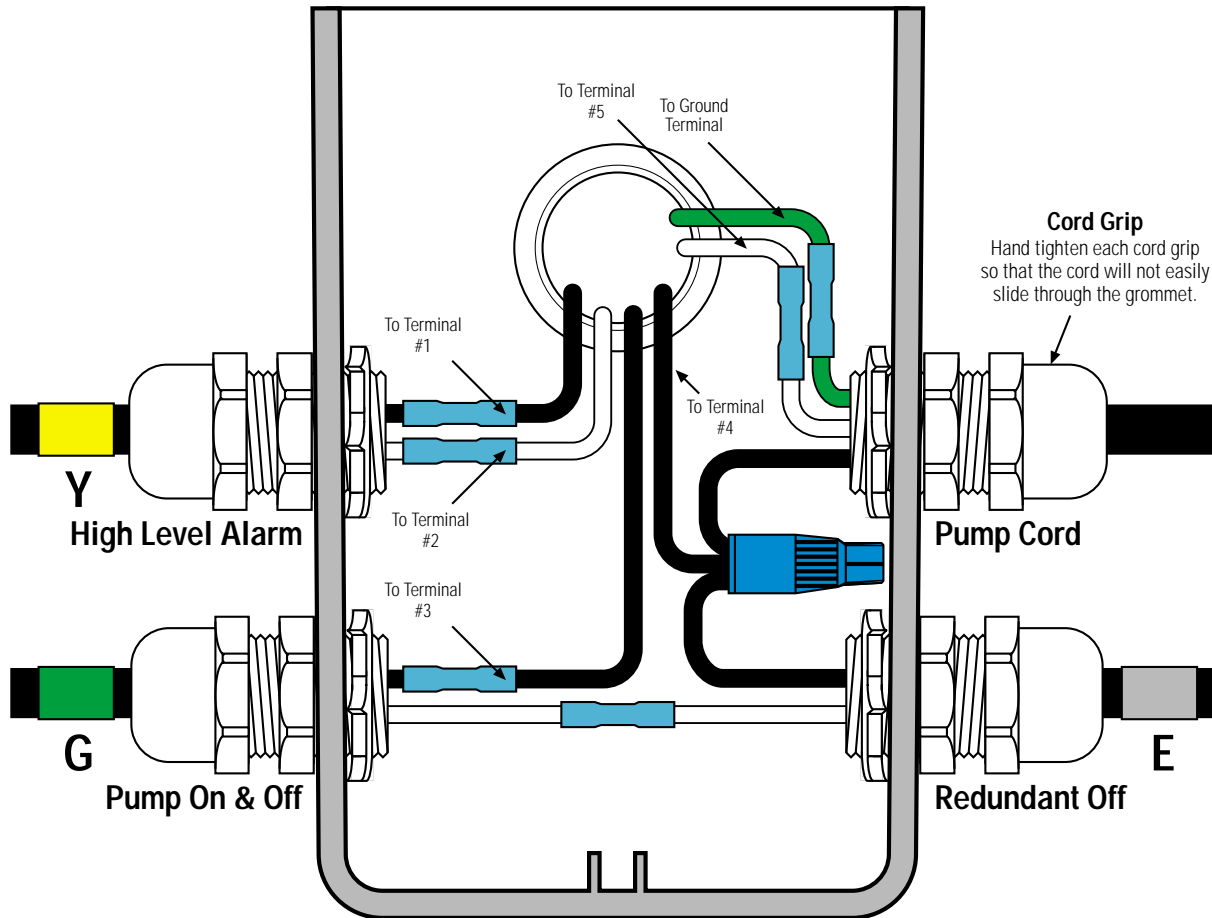 To Terminal
#5
To Ground
Terminal
Cord Grip
Hand tighten each cord grip
so that the cord will not easily
slide through the grommet.
To Terminal
#1
To Terminal
#4
Y
High Level Alarm
To Terminal
#2
Pump Cord
To Terminal
#3
G
Pump On & Off
E
Redundant Off